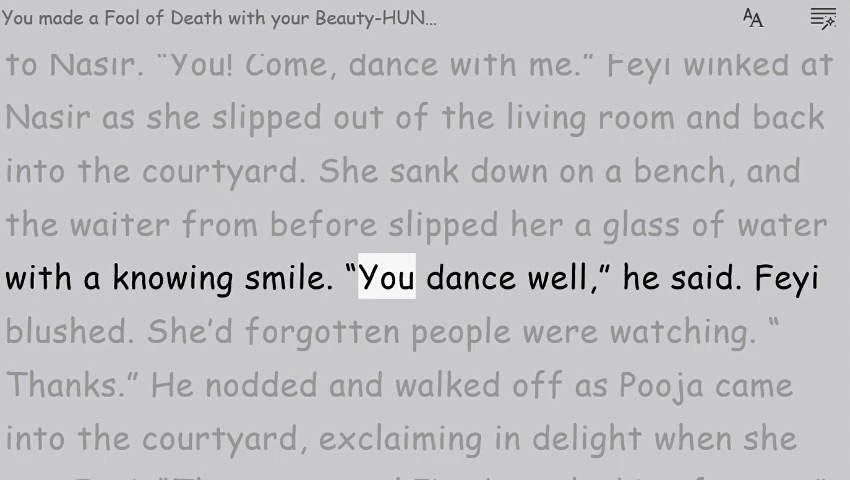 You made a Fool of Death with your Beauty-HUN...
AA
to Nasir. “You! Come, dance with me.” Feyi winked at
Nasir as she slipped out of the living room and back
into the courtyard. She sank down on a bench, and
the waiter from before slipped her a glass of water
with a knowing smile. “You dance well,” he said. Feyi
blushed. She’d forgotten people were watching. “
Thanks.” He nodded and walked off as Pooja came
into the courtyard, exclaiming in delight when she